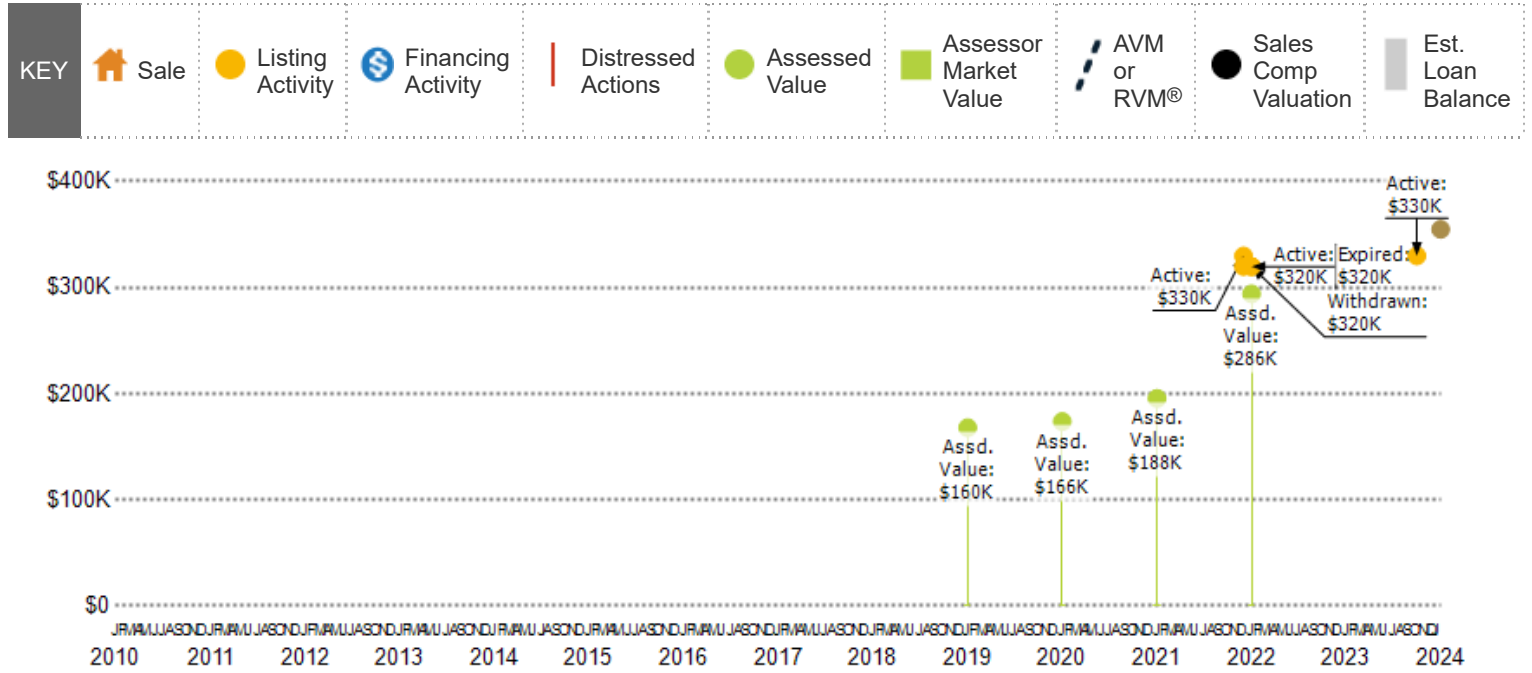 KEY
Sale
Listing
Activity
Financing
Activity
Distressed
Actions
Assessed
Value
Assessor
Market
Value
AVM
or
RVM®
Sales
Comp
Valuation
Est.
Loan
Balance
$400K
$300K
$200K
$100K
$0
Active:
$330K
Active:
$320K
Expired:
$320K
Withdrawn:
$320K
Active:
$330K
Assd.
Value:
$160K
Assd.
Value:
$166K
Assd.
Value:
$188K
Assd.
Value:
$286K
2010 2011 2012 2013 2014 2015 2016 2017 2018 2019 2020 2021 2022 2023 2024